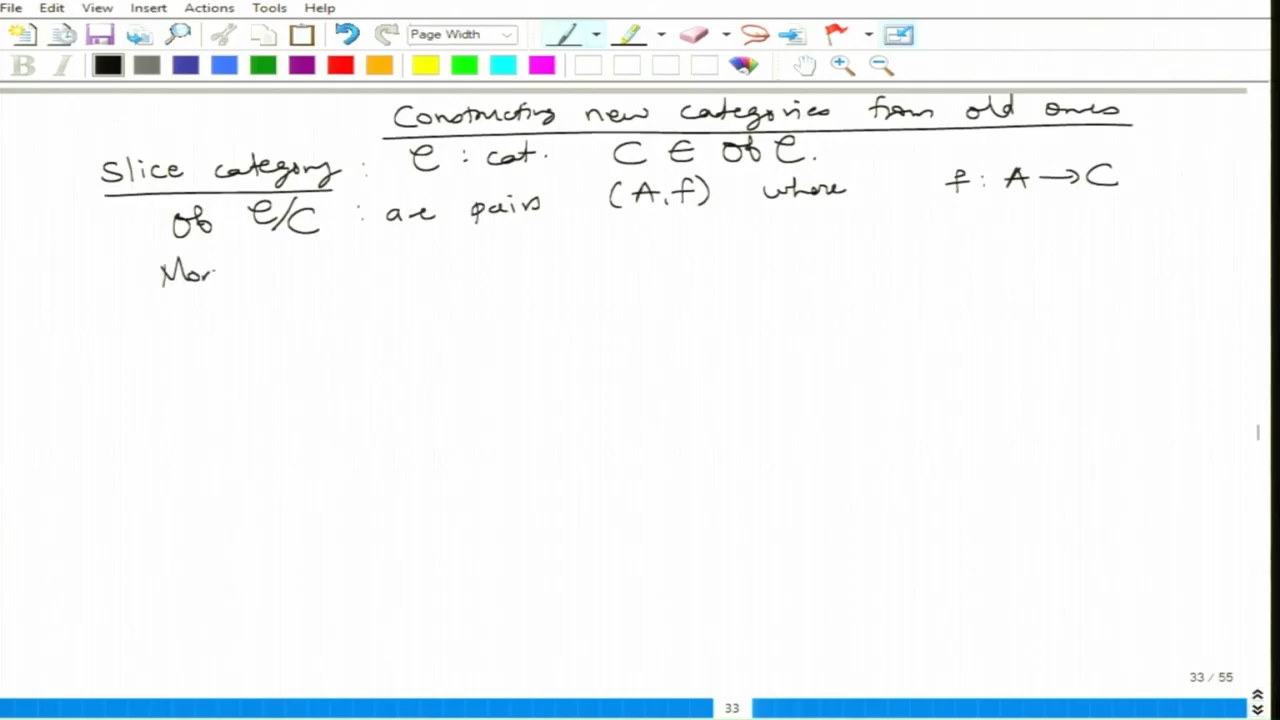 File Edit View Insert Actions Tools Help
Page Width
B I
Constructing new categories from old ones
Slice category : C : cat. C ∈ Ob C.
Ob C/C : are pairs (A, f) where f : A → C
Mor
33 / 55
33